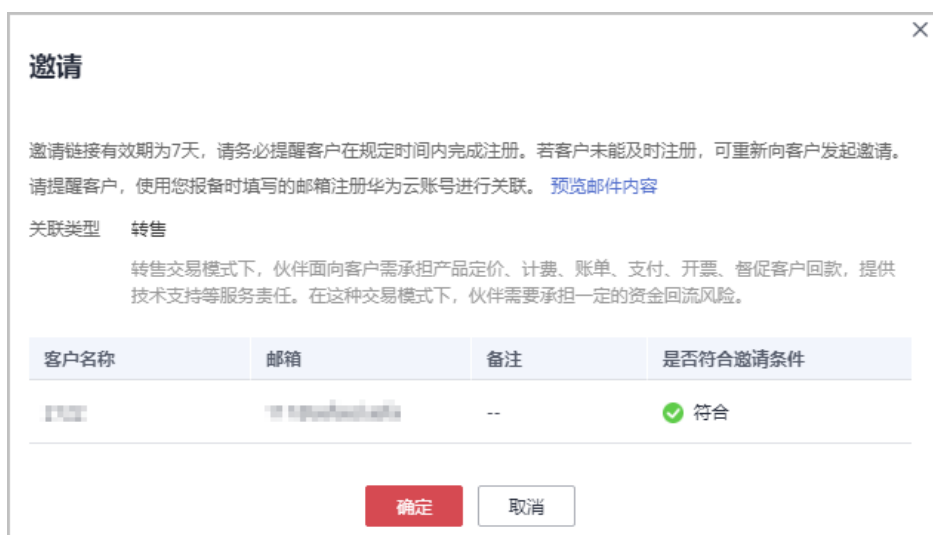 邀请
邀请链接有效期为7天，请务必提醒客户在规定时间内完成注册。若客户未能及时注册，可重新向客户发起邀请。
请提醒客户，使用您报备时填写的邮箱注册华为云账号进行关联。 预览邮件内容
关联类型 转售
转售交易模式下，伙伴面向客户需承担产品定价、计费、账单、支付、开票、督促客户回款，提供
技术支持等服务责任。在这种交易模式下，伙伴需要承担一定的资金回流风险。
客户名称 邮箱 备注 是否符合邀请条件
-- 符合
确定 取消